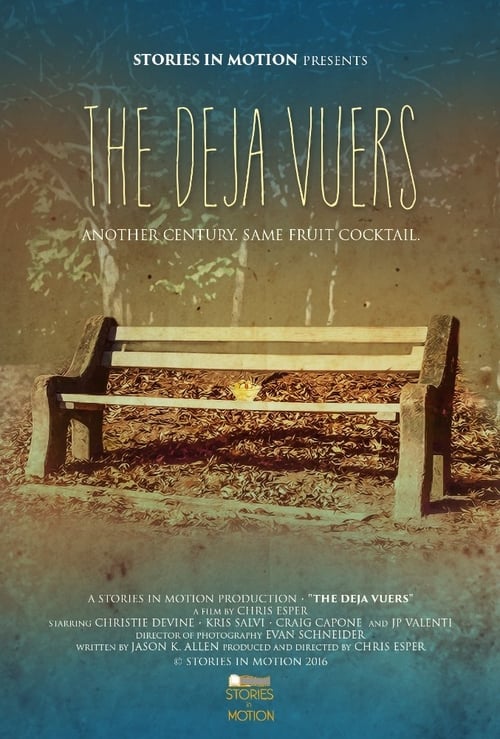 STORIES IN MOTION PRESENTS
THE DEJA VUERS
ANOTHER CENTURY. SAME FRUIT COCKTAIL.
A STORIES IN MOTION PRODUCTION · "THE DEJA VUERS"
A FILM BY CHRIS ESPER
STARRING CHRISTIE DEVINE · KRIS SALVI · CRAIG CAPONE AND JP VALENTI
DIRECTOR OF PHOTOGRAPHY EVAN SCHNEIDER
WRITTEN BY JASON K. ALLEN PRODUCED AND DIRECTED BY CHRIS ESPER
© STORIES IN MOTION 2016
STORIES
in
MOTION